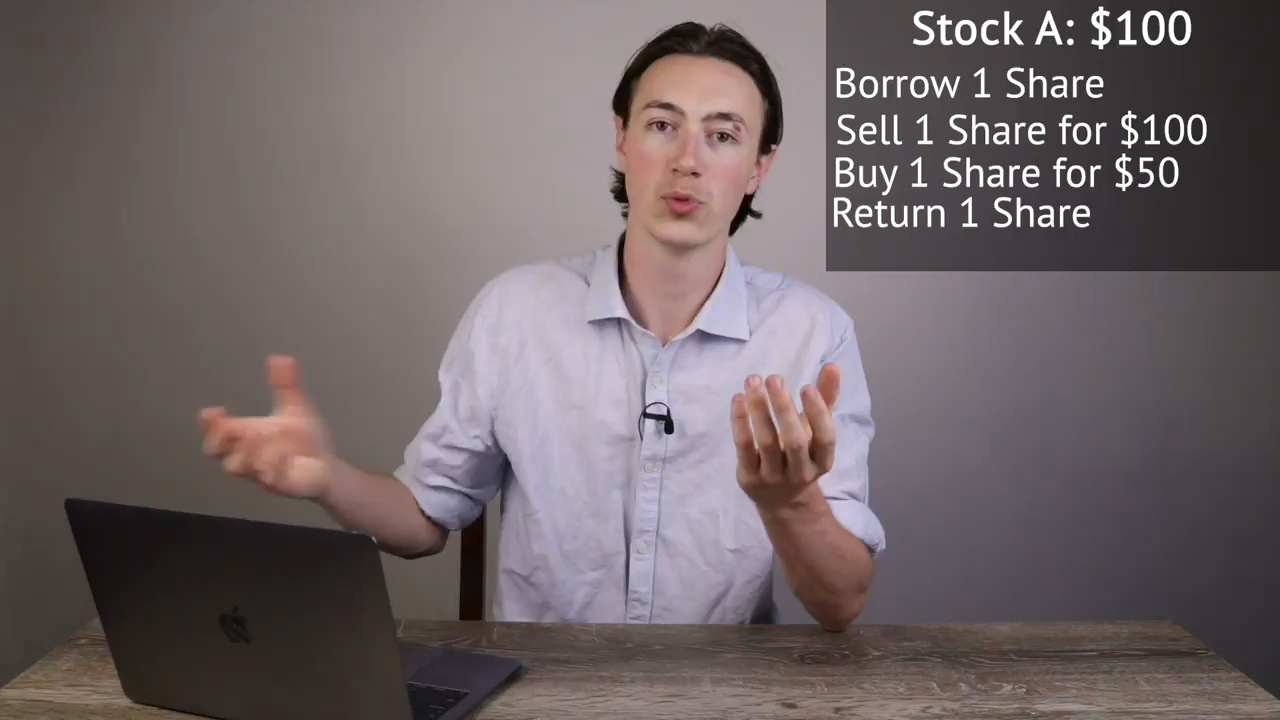 Stock A: $100
Borrow 1 Share
Sell 1 Share for $100
Buy 1 Share for $50
Return 1 Share